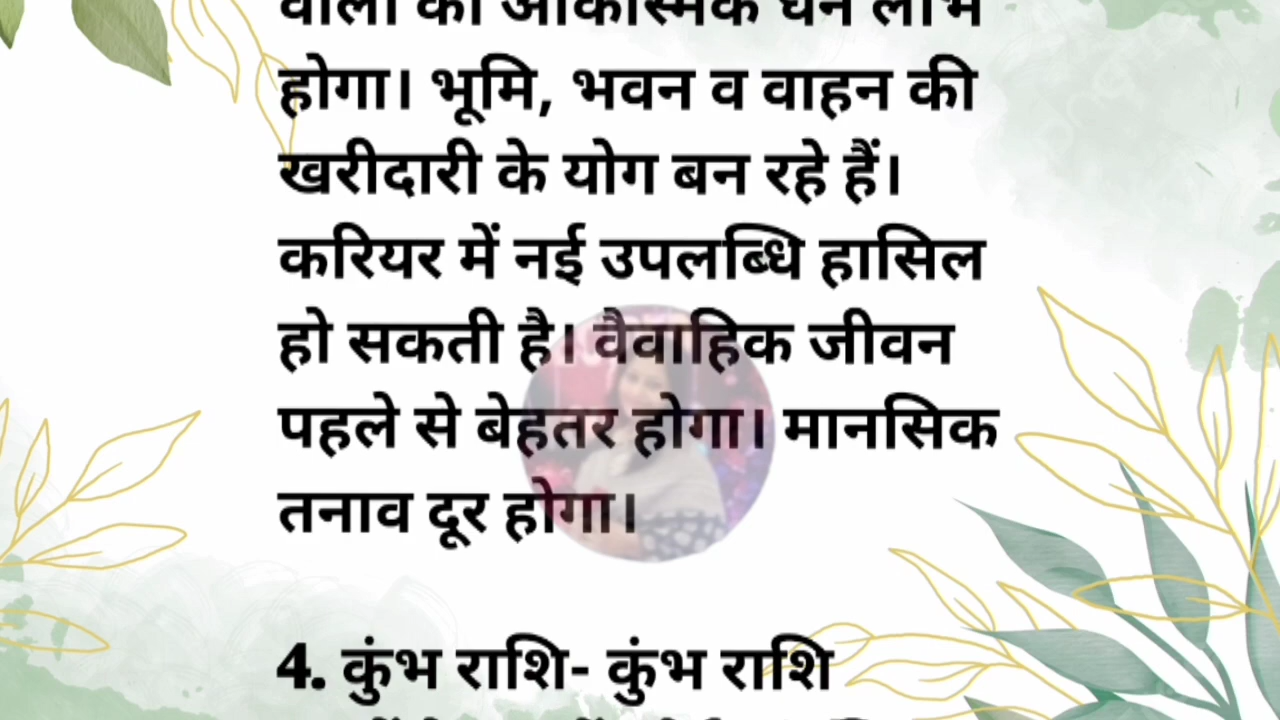 वालों को आकस्मिक धन लाभ
होगा। भूमि, भवन व वाहन की
खरीदारी के योग बन रहे हैं।
करियर में नई उपलब्धि हासिल
हो सकती है। वैवाहिक जीवन
पहले से बेहतर होगा। मानसिक
तनाव दूर होगा।
4. कुंभ राशि- कुंभ राशि